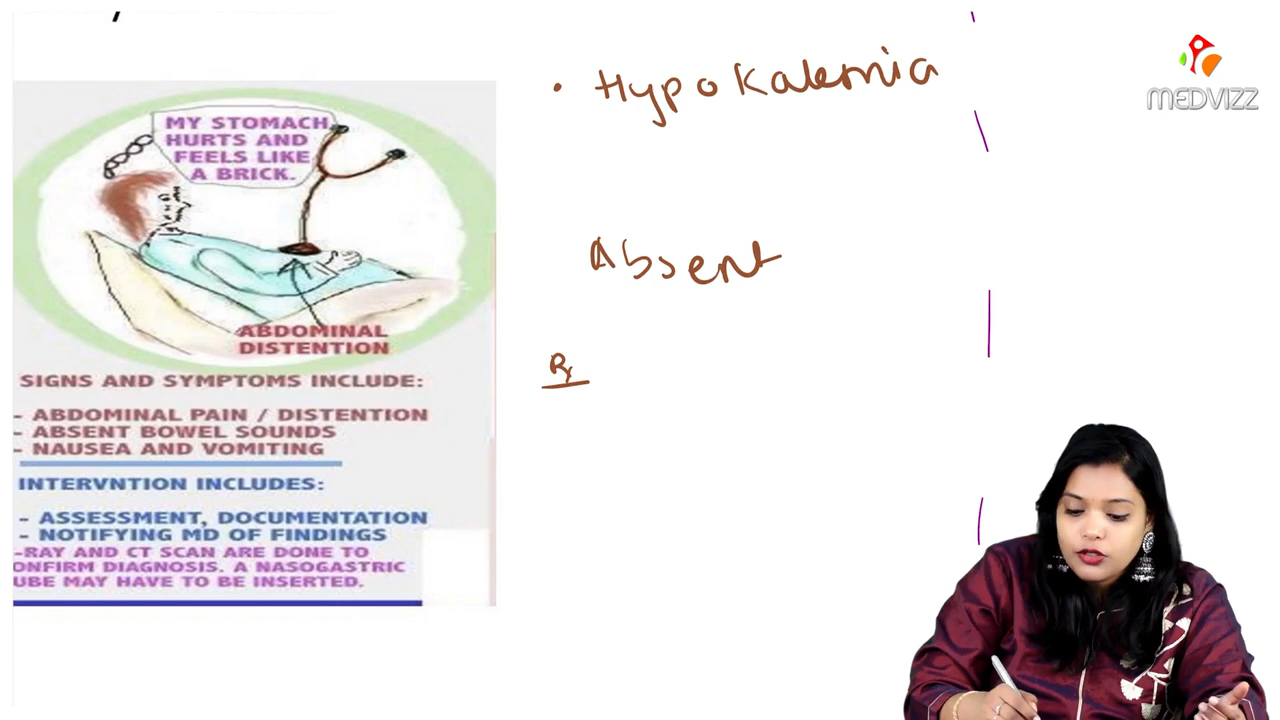 MY STOMACH
HURTS AND
FEELS LIKE
A BRICK.
ABDOMINAL
DISTENTION
SIGNS AND SYMPTOMS INCLUDE:
- ABDOMINAL PAIN / DISTENTION
- ABSENT BOWEL SOUNDS
- NAUSEA AND VOMITING
INTERVNTION INCLUDES:
- ASSESSMENT, DOCUMENTATION
- NOTIFYING MD OF FINDINGS
-RAY AND CT SCAN ARE DONE TO
ONFIRM DIAGNOSIS. A NASOGASTRIC
UBE MAY HAVE TO BE INSERTED.
• Hypokalemia
Absent
Rx
MEDVIZZ